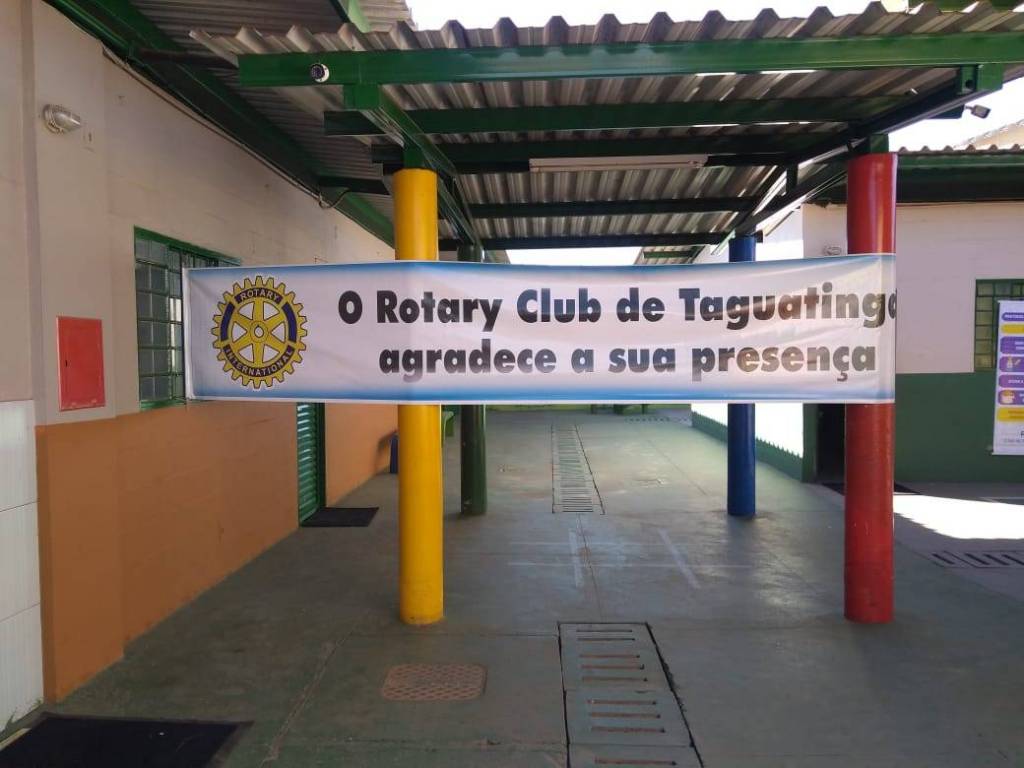 ROTARY
INTERNATIONAL
O Rotary Club de Taguatinga
agradece a sua presença